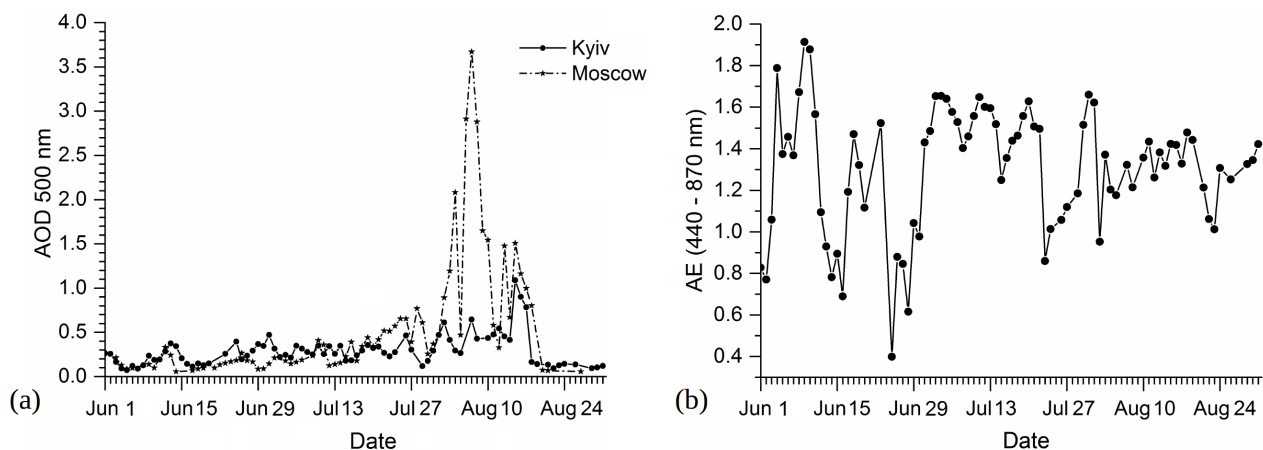 4.0
3.5
3.0
2.5
2.0
1.5
1.0
0.5
0.0
AOD 500 nm
Kyiv
Moscow
Jun 1 Jun 15 Jun 29 Jul 13 Jul 27 Aug 10 Aug 24
Date
(a)
2.0
1.8
1.6
1.4
1.2
1.0
0.8
0.6
0.4
AE (440 - 870 nm)
Jun 1 Jun 15 Jun 29 Jul 13 Jul 27 Aug 10 Aug 24
Date
(b)